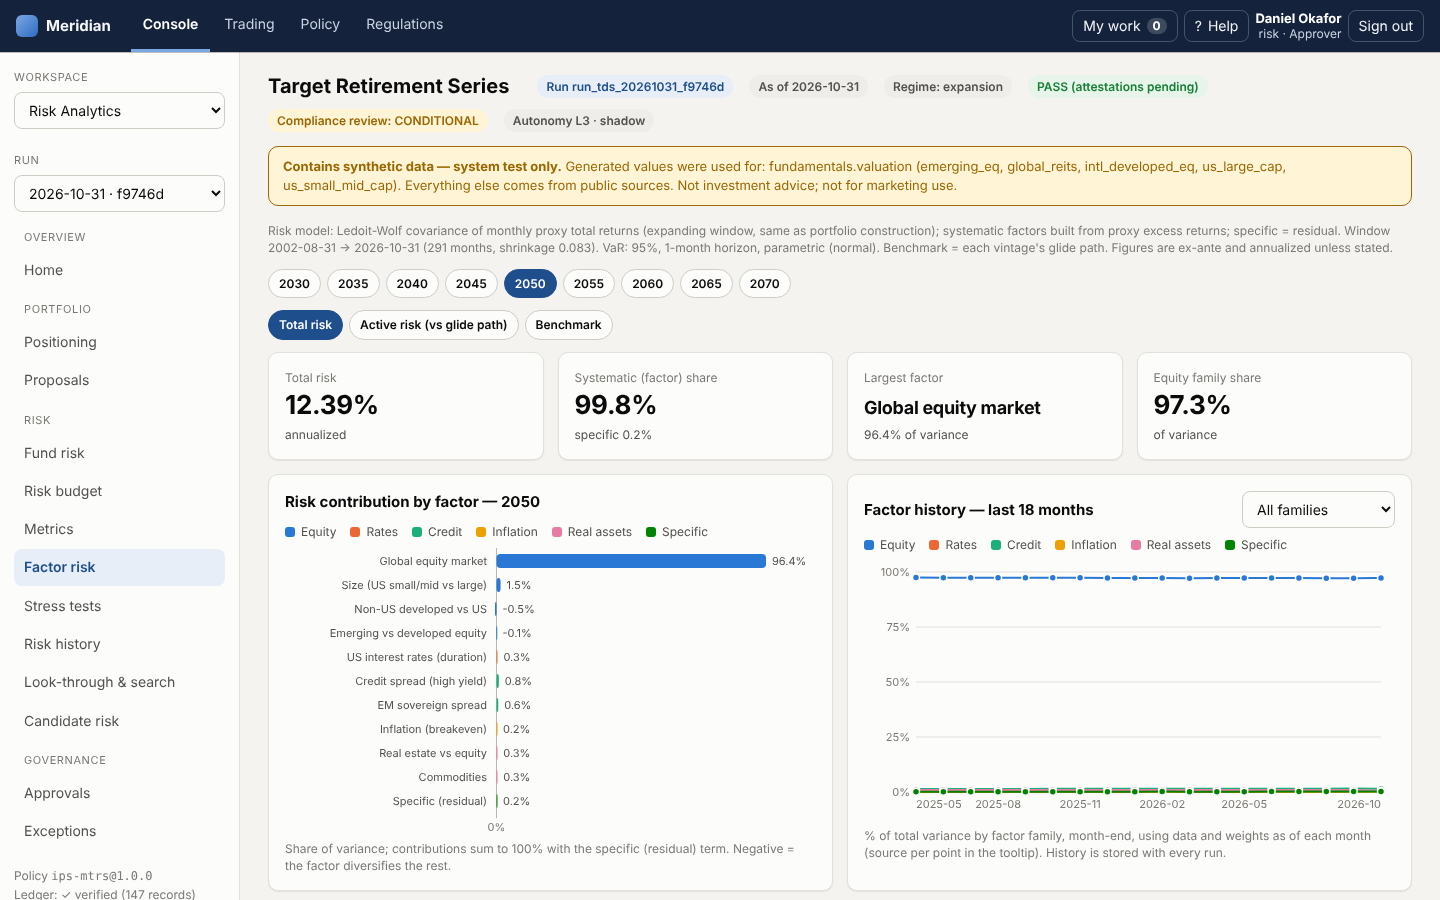 Meridian
Console
Trading
Policy
Regulations
My work 0
? Help
Daniel Okafor
risk · Approver
Sign out
WORKSPACE
Risk Analytics
RUN
2026-10-31 · f9746d
OVERVIEW
Home
PORTFOLIO
Positioning
Proposals
RISK
Fund risk
Risk budget
Metrics
Factor risk
Stress tests
Risk history
Look-through & search
Candidate risk
GOVERNANCE
Approvals
Exceptions
Policy ips-mtrs@1.0.0
Ledger: ✓ verified (147 records)
Target Retirement Series
Run run_tds_20261031_f9746d
As of 2026-10-31
Regime: expansion
PASS (attestations pending)
Compliance review: CONDITIONAL
Autonomy L3 · shadow
Contains synthetic data — system test only. Generated values were used for: fundamentals.valuation (emerging_eq, global_reits, intl_developed_eq, us_large_cap,
us_small_mid_cap). Everything else comes from public sources. Not investment advice; not for marketing use.
Risk model: Ledoit-Wolf covariance of monthly proxy total returns (expanding window, same as portfolio construction); systematic factors built from proxy excess returns; specific = residual. Window
2002-08-31 → 2026-10-31 (291 months, shrinkage 0.083). VaR: 95%, 1-month horizon, parametric (normal). Benchmark = each vintage's glide path. Figures are ex-ante and annualized unless stated.
2030
2035
2040
2045
2050
2055
2060
2065
2070
Total risk
Active risk (vs glide path)
Benchmark
Total risk
12.39%
annualized
Systematic (factor) share
99.8%
specific 0.2%
Largest factor
Global equity market
96.4% of variance
Equity family share
97.3%
of variance
Risk contribution by factor — 2050
Equity
Rates
Credit
Inflation
Real assets
Specific
Global equity market 96.4%
Size (US small/mid vs large) 1.5%
Non-US developed vs US -0.5%
Emerging vs developed equity -0.1%
US interest rates (duration) 0.3%
Credit spread (high yield) 0.8%
EM sovereign spread 0.6%
Inflation (breakeven) 0.2%
Real estate vs equity 0.3%
Commodities 0.3%
Specific (residual) 0.2%
0%
Share of variance; contributions sum to 100% with the specific (residual) term. Negative =
the factor diversifies the rest.
Factor history — last 18 months
All families
Equity
Rates
Credit
Inflation
Real assets
Specific
100%
75%
50%
25%
0%
2025-05
2025-08
2025-11
2026-02
2026-05
2026-10
% of total variance by factor family, month-end, using data and weights as of each month
(source per point in the tooltip). History is stored with every run.